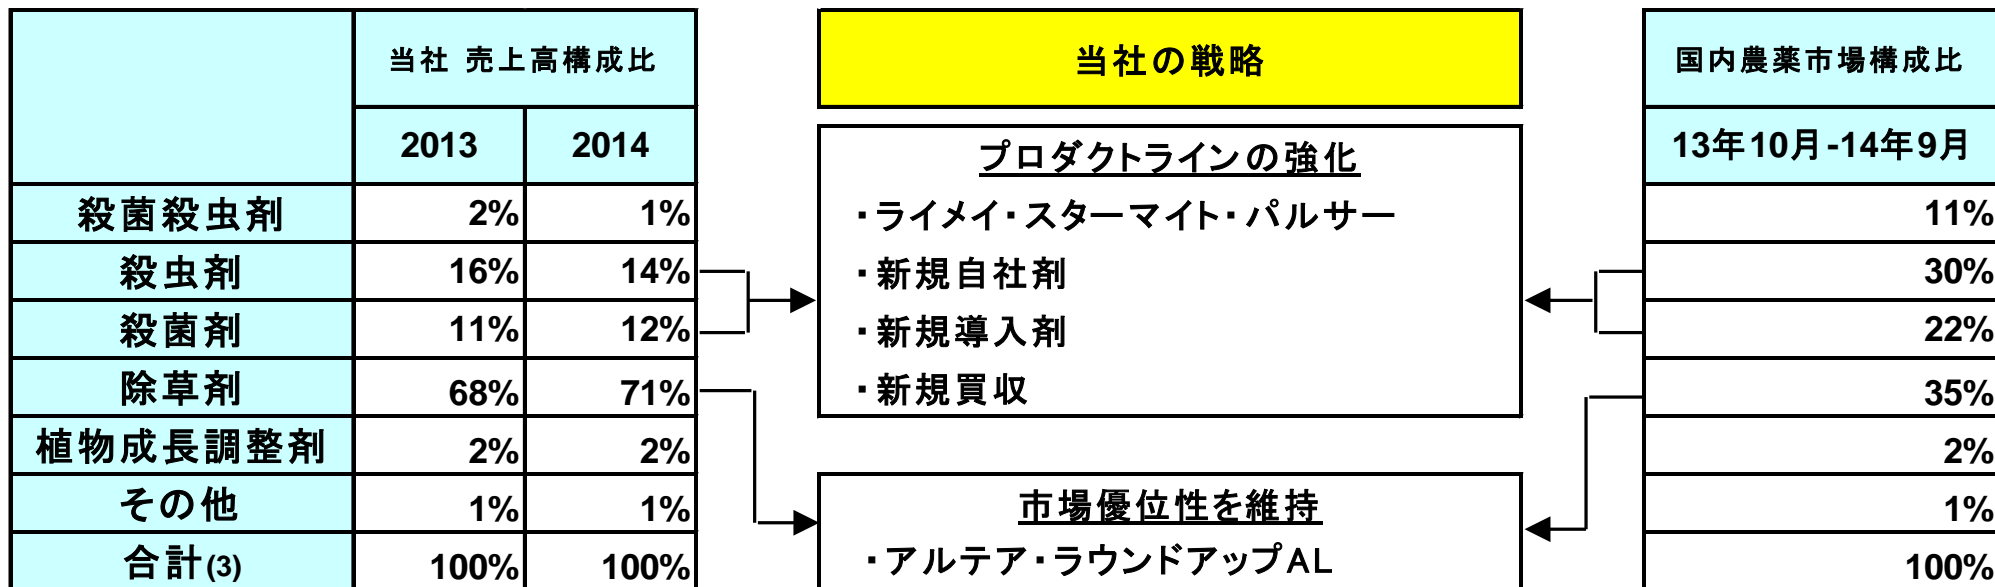 当社 売上高構成比
2013 2014
殺菌殺虫剤 2% 1%
殺虫剤 16% 14%
殺菌剤 11% 12%
除草剤 68% 71%
植物成長調整剤 2% 2%
その他 1% 1%
合計(3) 100% 100%
当社の戦略
プロダクトラインの強化
・ライメイ・スターマイト・パルサー
・新規自社剤
・新規導入剤
・新規買収
市場優位性を維持
・アルテア・ラウンドアップAL
国内農薬市場構成比
13年10月-14年9月
11%
30%
22%
35%
2%
1%
100%